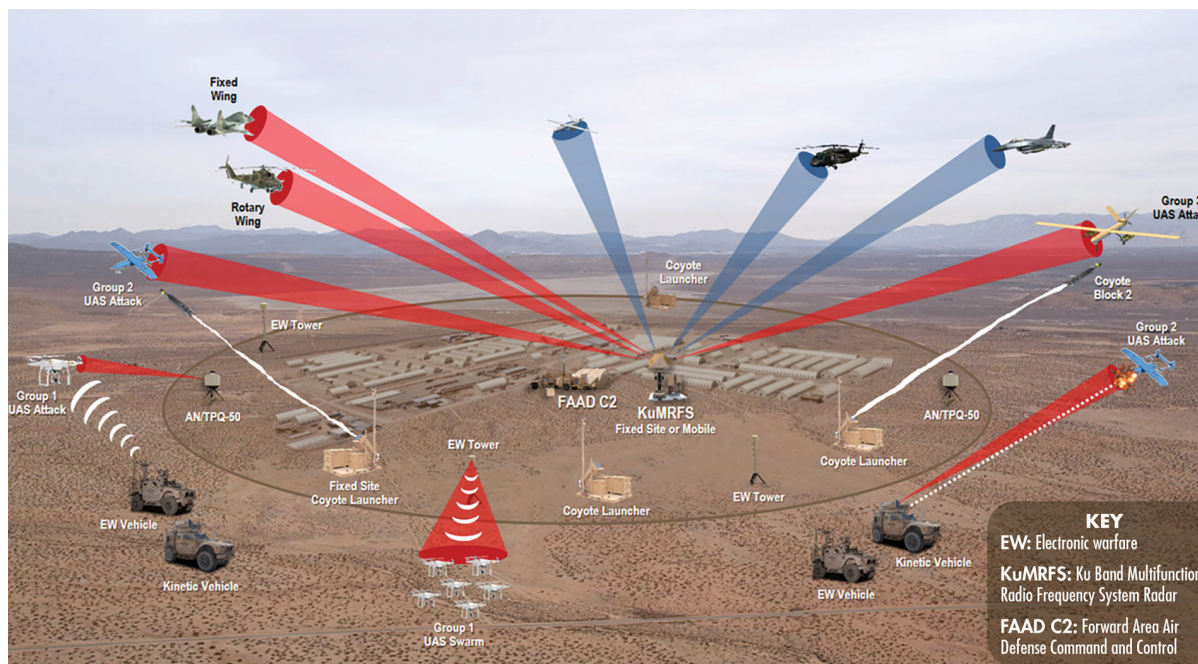 Fixed
Wing
Rotary
Wing
Group 3
UAS Attack
Group 2
UAS Attack
Coyote
Launcher
Coyote
Block 2
EW Tower
Group 2
UAS Attack
Group 1
UAS Attack
AN/TPQ-50
FAAD C2
KuMRFS
Fixed Site or Mobile
AN/TPQ-50
EW Tower
Coyote Launcher
Fixed Site
Coyote Launcher
Coyote Launcher
EW Tower
EW Vehicle
Kinetic Vehicle
Kinetic Vehicle
EW Vehicle
Group 1
UAS Swarm
KEY
EW: Electronic warfare
KuMRFS: Ku Band Multifunction
Radio Frequency System Radar
FAAD C2: Forward Area Air
Defense Command and Control